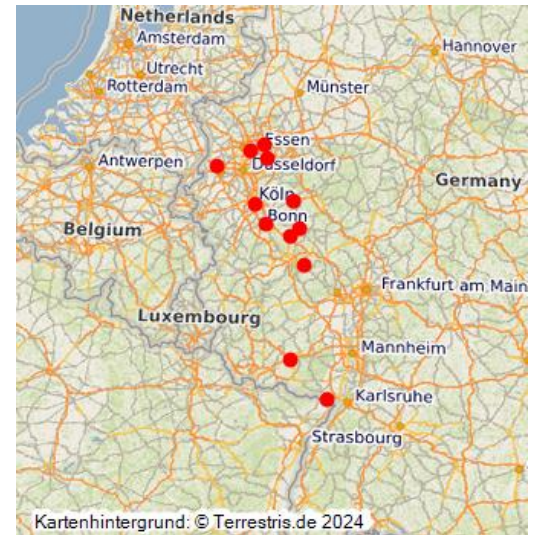 Netherlands
Amsterdam
Hannover
Utrecht
Rotterdam
Münster
Essen
Antwerpen
Düsseldorf
Germany
Köln
Bonn
Belgium
Frankfurt am Main
Luxembourg
Mannheim
Karlsruhe
Strasbourg
Kartenhintergrund: © Terrestris.de 2024